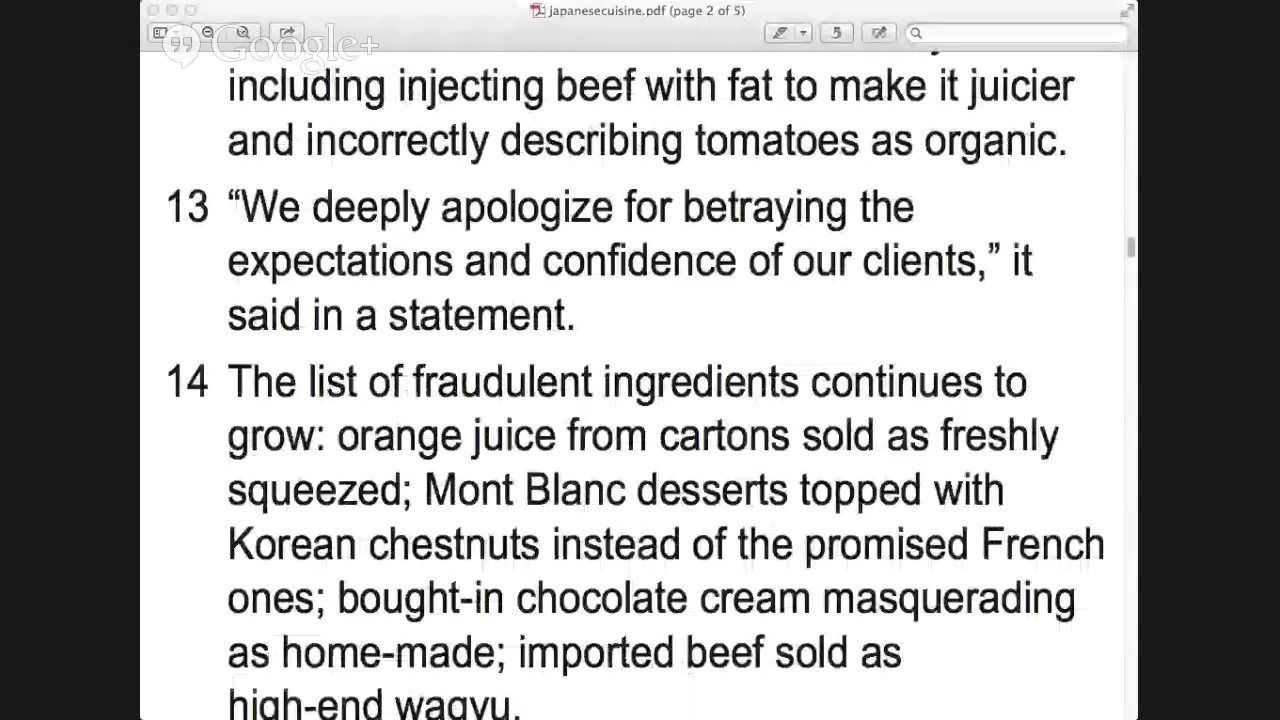 japanesecuisine.pdf (page 2 of 5)
Google+
including injecting beef with fat to make it juicier
and incorrectly describing tomatoes as organic.
13 “We deeply apologize for betraying the
expectations and confidence of our clients,” it
said in a statement.
14 The list of fraudulent ingredients continues to
grow: orange juice from cartons sold as freshly
squeezed; Mont Blanc desserts topped with
Korean chestnuts instead of the promised French
ones; bought-in chocolate cream masquerading
as home-made; imported beef sold as
high-end wagyu.